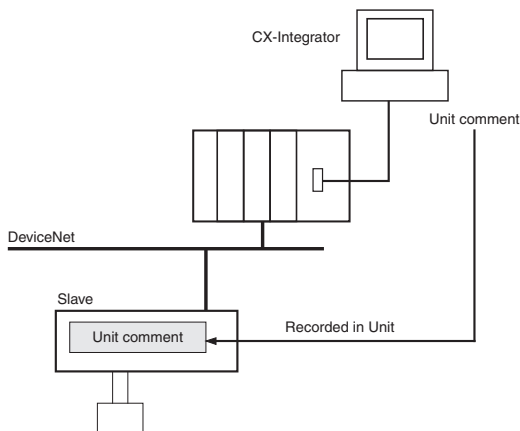 CX-Integrator
Unit comment
DeviceNet
Slave
Unit comment
Recorded in Unit